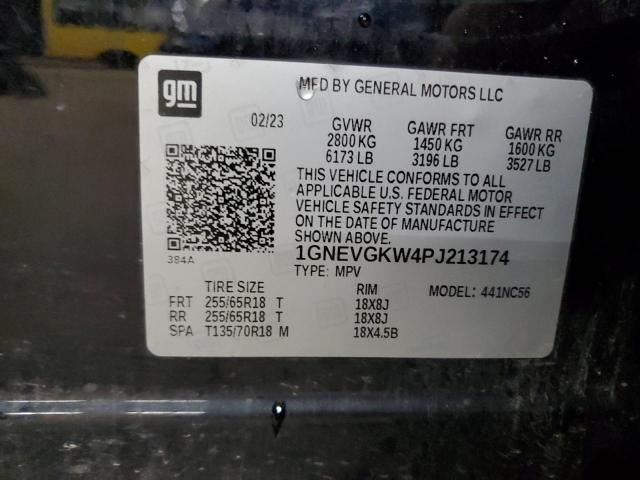 gm
MFD BY GENERAL MOTORS LLC
02/23 GVWR GAWR FRT GAWR RR
2800 KG 1450 KG 1600 KG
6173 LB 3196 LB 3527 LB
THIS VEHICLE CONFORMS TO ALL
APPLICABLE U.S. FEDERAL MOTOR
VEHICLE SAFETY STANDARDS IN EFFECT
ON THE DATE OF MANUFACTURE
SHOWN ABOVE.
384A
1GNEVGKW4PJ213174
TYPE: MPV
TIRE SIZE RIM MODEL: 441NC56
FRT 255/65R18 T 18X8J
RR 255/65R18 T 18X8J
SPA T135/70R18 M 18X4.5B